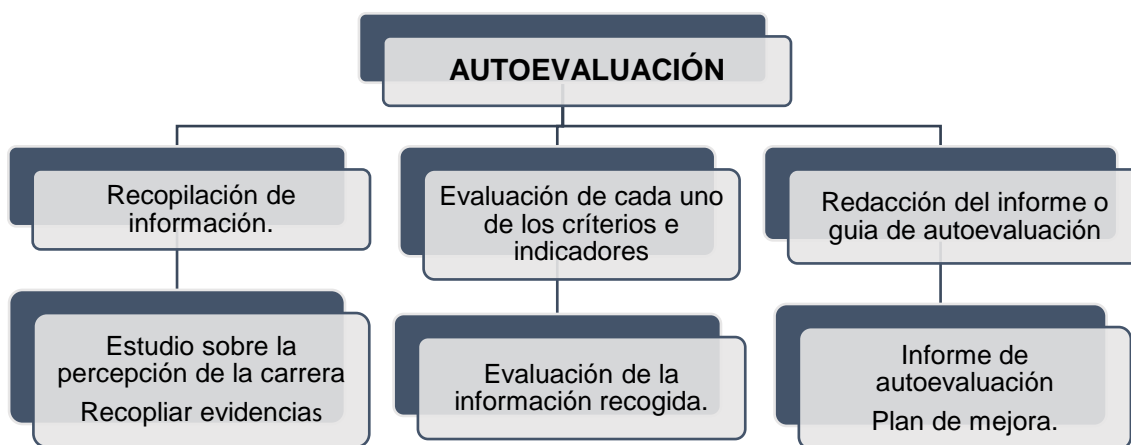 AUTOEVALUACIÓN
Recopilación de
información.
Evaluación de cada uno
de los críterios e
indicadores
Redacción del informe o
guia de autoevaluación
Estudio sobre la
percepción de la carrera
Recopliar evidencias
Evaluación de la
información recogida.
Informe de
autoevaluación
Plan de mejora.